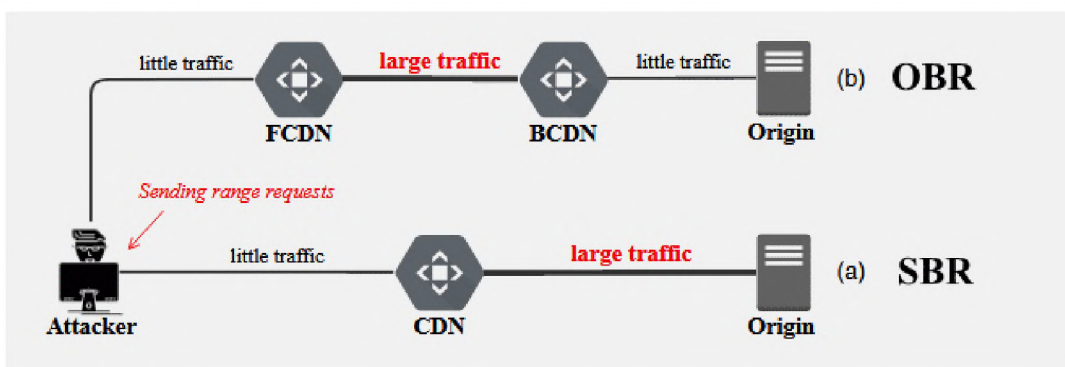 little traffic
large traffic
little traffic
(b) OBR
FCDN
BCDN
Origin
Sending range requests
little traffic
large traffic
(a) SBR
Attacker
CDN
Origin